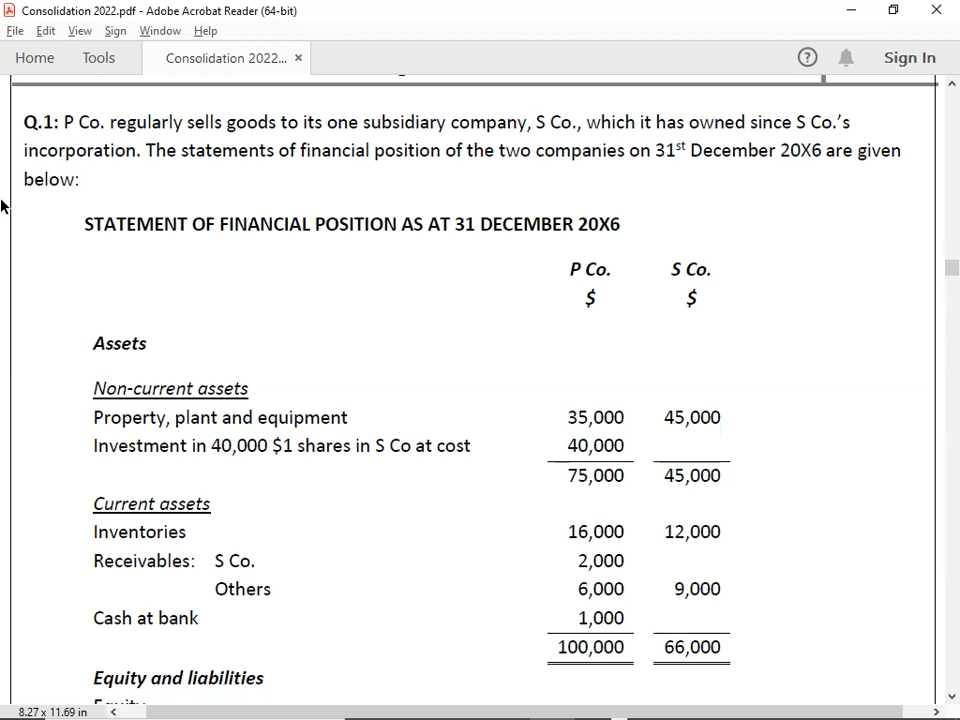 Consolidation 2022.pdf - Adobe Acrobat Reader (64-bit)
File Edit View Sign Window Help
Home Tools Consolidation 2022... × ? Sign In
Q.1: P Co. regularly sells goods to its one subsidiary company, S Co., which it has owned since S Co.'s
incorporation. The statements of financial position of the two companies on 31st December 20X6 are given
below:
STATEMENT OF FINANCIAL POSITION AS AT 31 DECEMBER 20X6
P Co. S Co.
$ $
Assets
Non-current assets
Property, plant and equipment 35,000 45,000
Investment in 40,000 $1 shares in S Co at cost 40,000
75,000 45,000
Current assets
Inventories 16,000 12,000
Receivables: S Co. 2,000
Others 6,000 9,000
Cash at bank 1,000
100,000 66,000
Equity and liabilities
Equity
8.27 x 11.69 in